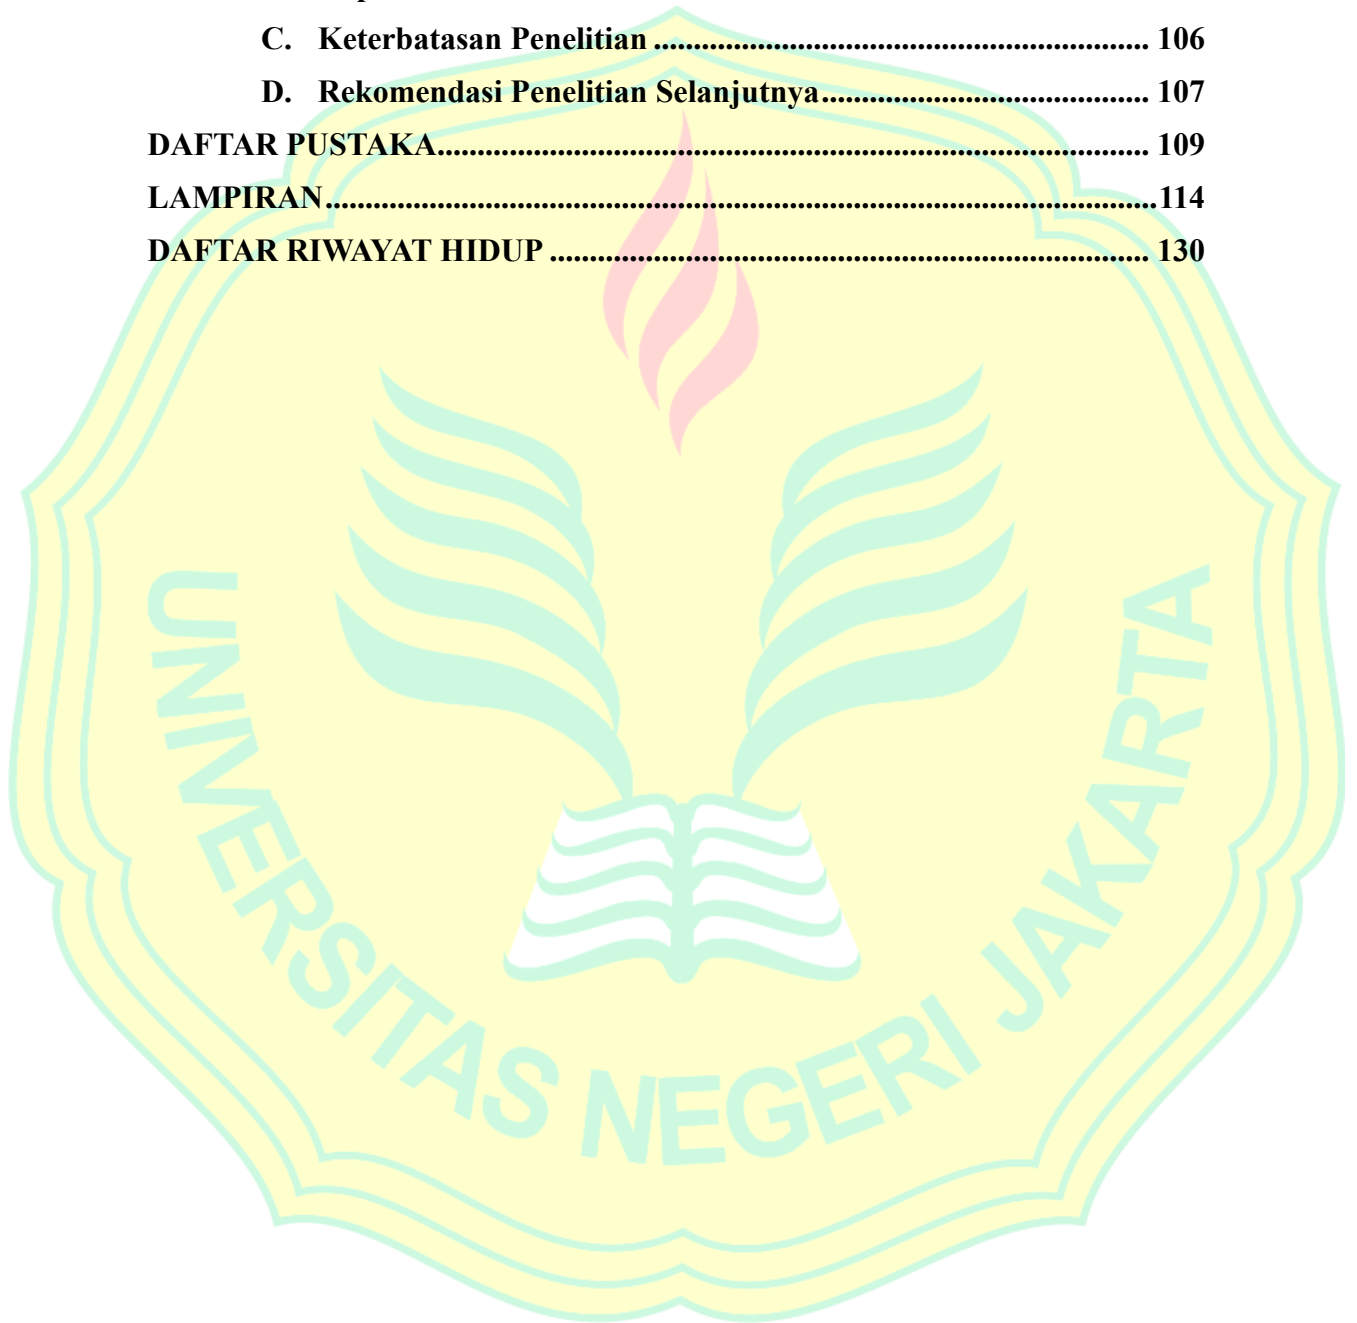 C. Keterbatasan Penelitian ............................................................. 106
D. Rekomendasi Penelitian Selanjutnya ........................................ 107
DAFTAR PUSTAKA........................................................................................ 109
LAMPIRAN.......................................................................................................114
DAFTAR RIWAYAT HIDUP .......................................................................... 130
UNIVERSITAS NEGERI JAKARTA